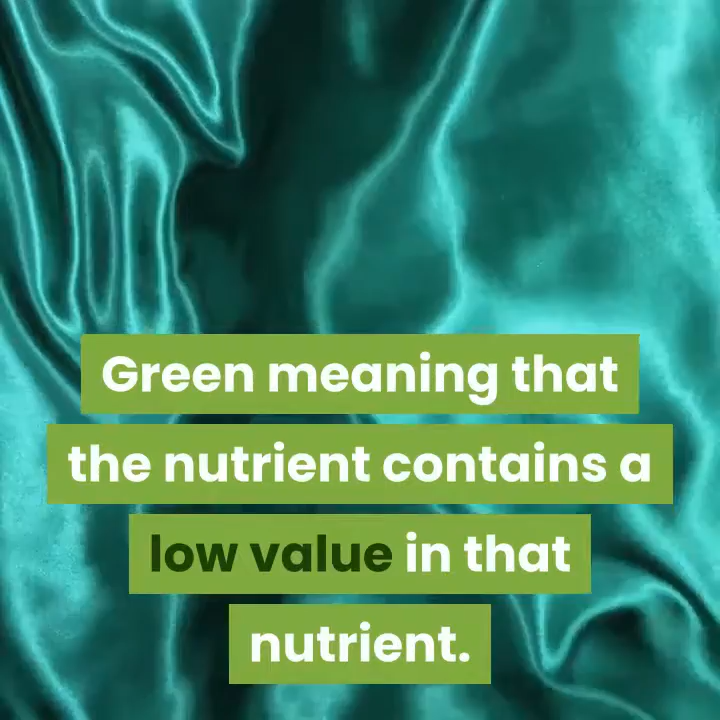 Green meaning that
the nutrient contains a
low value in that
nutrient.